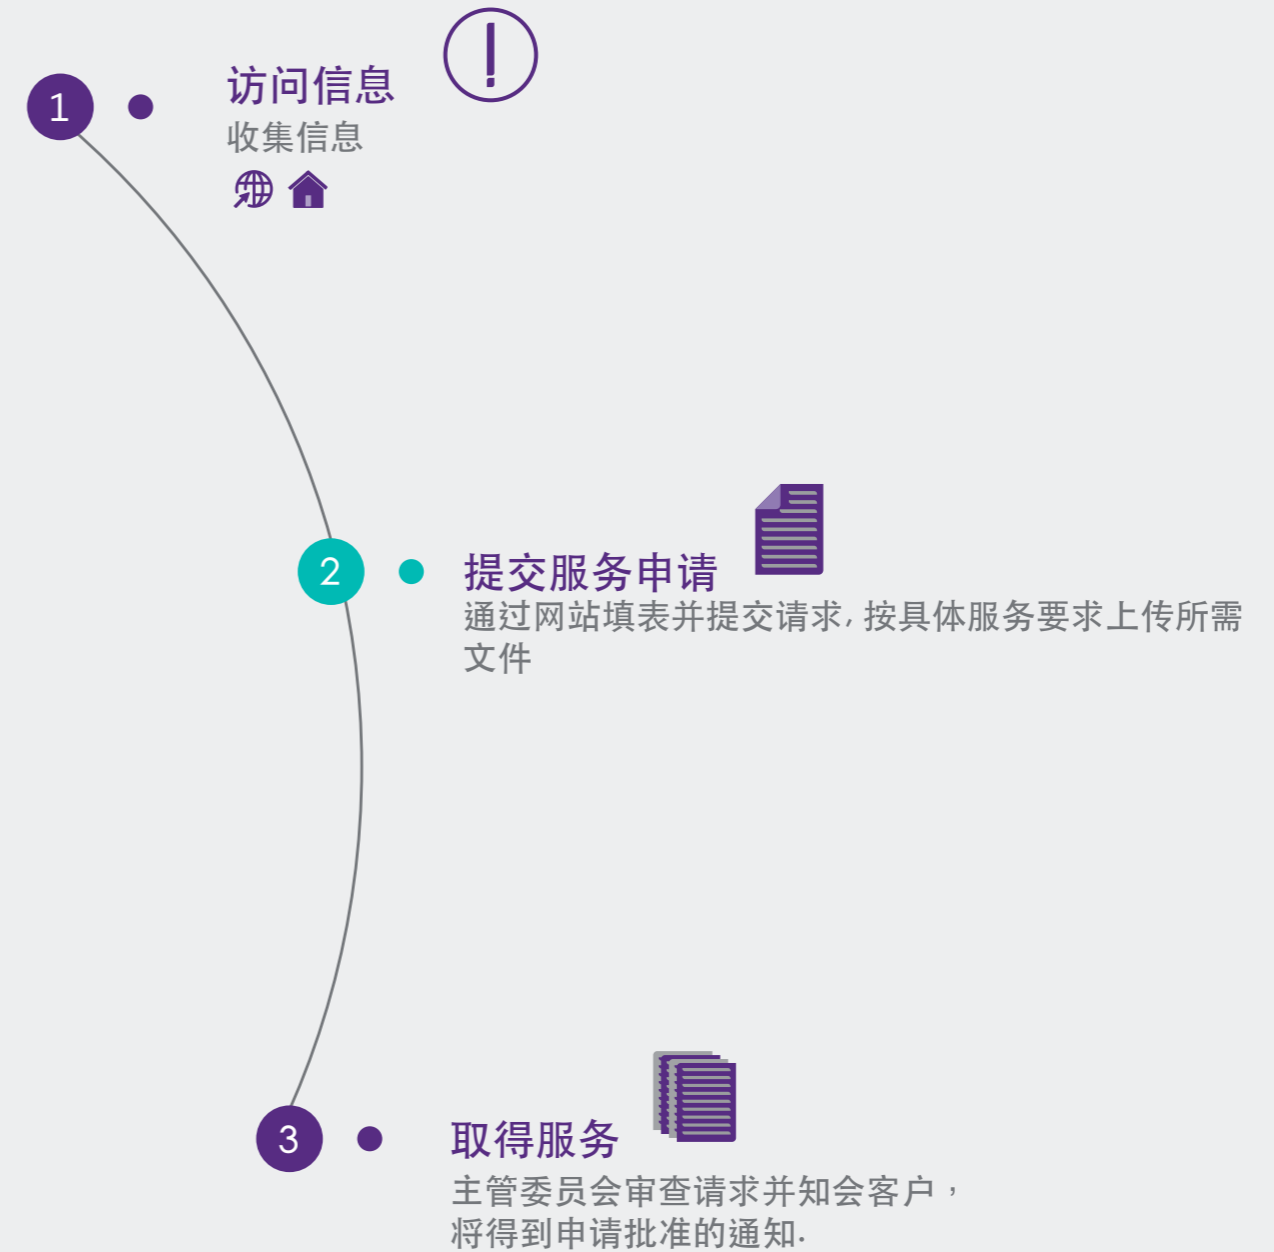 1
访问信息
收集信息
2
提交服务申请
通过网站填表并提交请求, 按具体服务要求上传所需
文件
3
取得服务
主管委员会审查请求并知会客户，
将得到申请批准的通知.